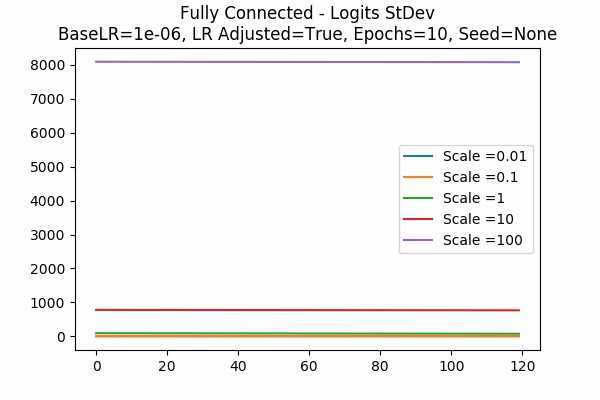 Fully Connected - Logits StDev
BaseLR=1e-06, LR Adjusted=True, Epochs=10, Seed=None
8000
7000
6000
5000
4000
3000
2000
1000
0
Scale =0.01
Scale =0.1
Scale =1
Scale =10
Scale =100
0 20 40 60 80 100 120